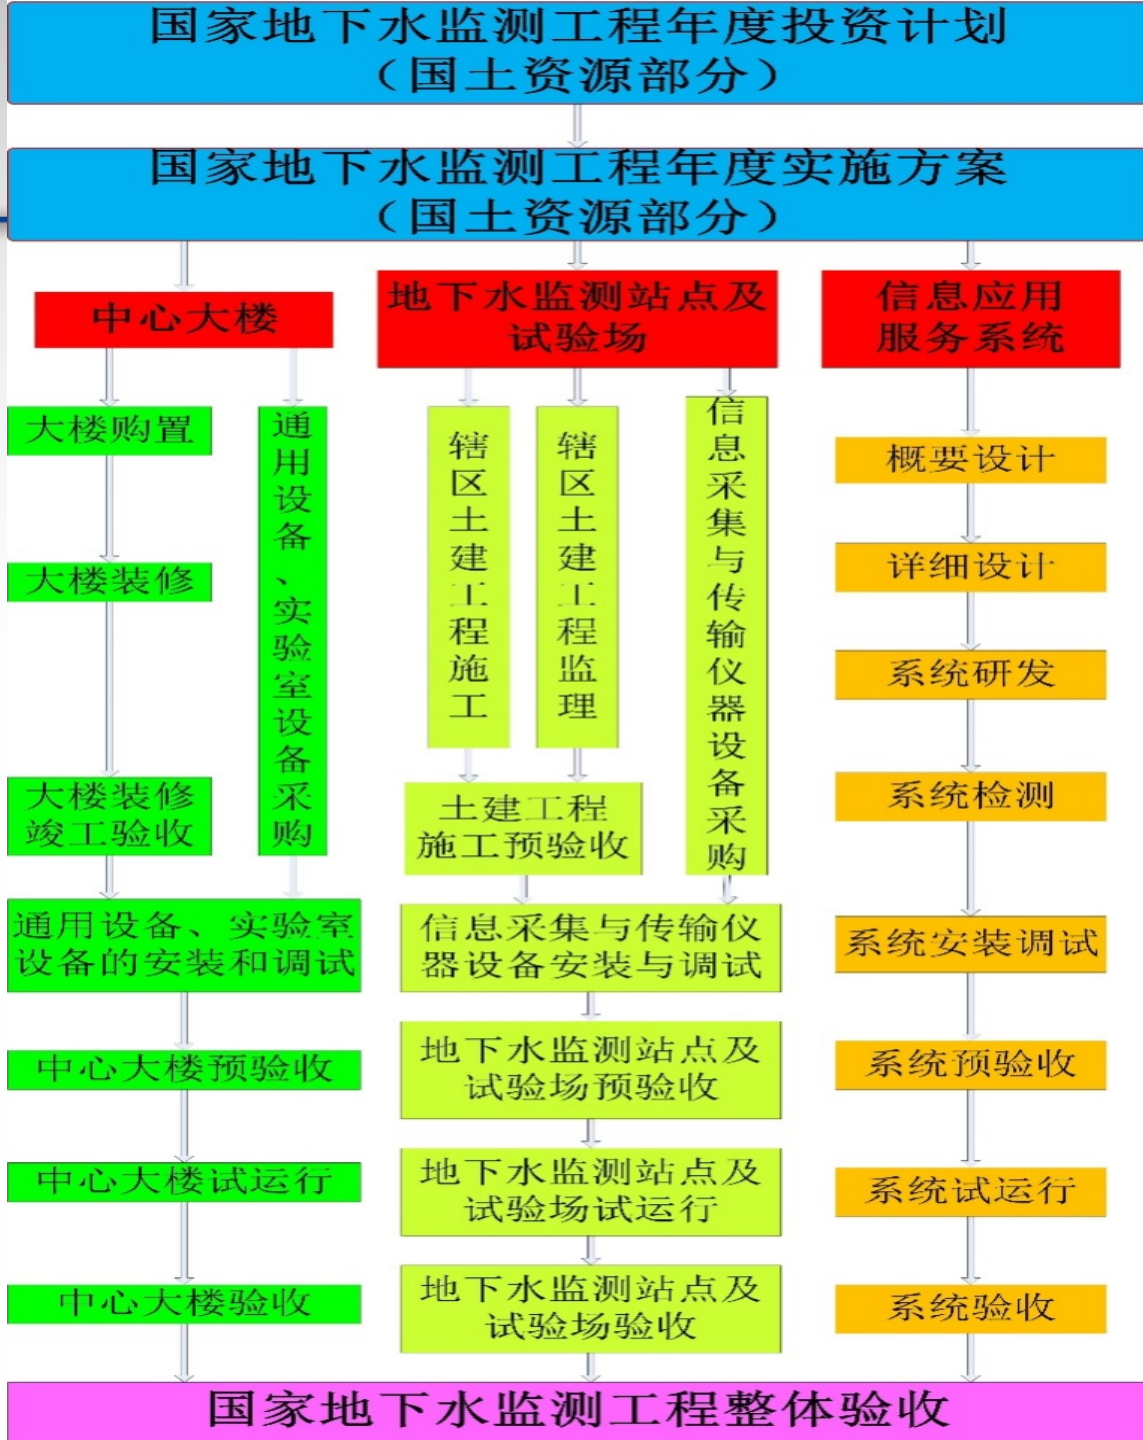 国家地下水监测工程年度投资计划
（国土资源部分）
国家地下水监测工程年度实施方案
（国土资源部分）
中心大楼
大楼购置
大楼装修
大楼装修
竣工验收
通用设备、实验室设备采购
通用设备、实验室
设备的安装和调试
中心大楼预验收
中心大楼试运行
中心大楼验收
地下水监测站点及
试验场
辖区土建工程施工
辖区土建工程监理
信息采集与传输仪器设备采购
土建工程
施工预验收
信息采集与传输仪
器设备安装与调试
地下水监测站点及
试验场预验收
地下水监测站点及
试验场试运行
地下水监测站点及
试验场验收
信息应用
服务系统
概要设计
详细设计
系统研发
系统检测
系统安装调试
系统预验收
系统试运行
系统验收
国家地下水监测工程整体验收